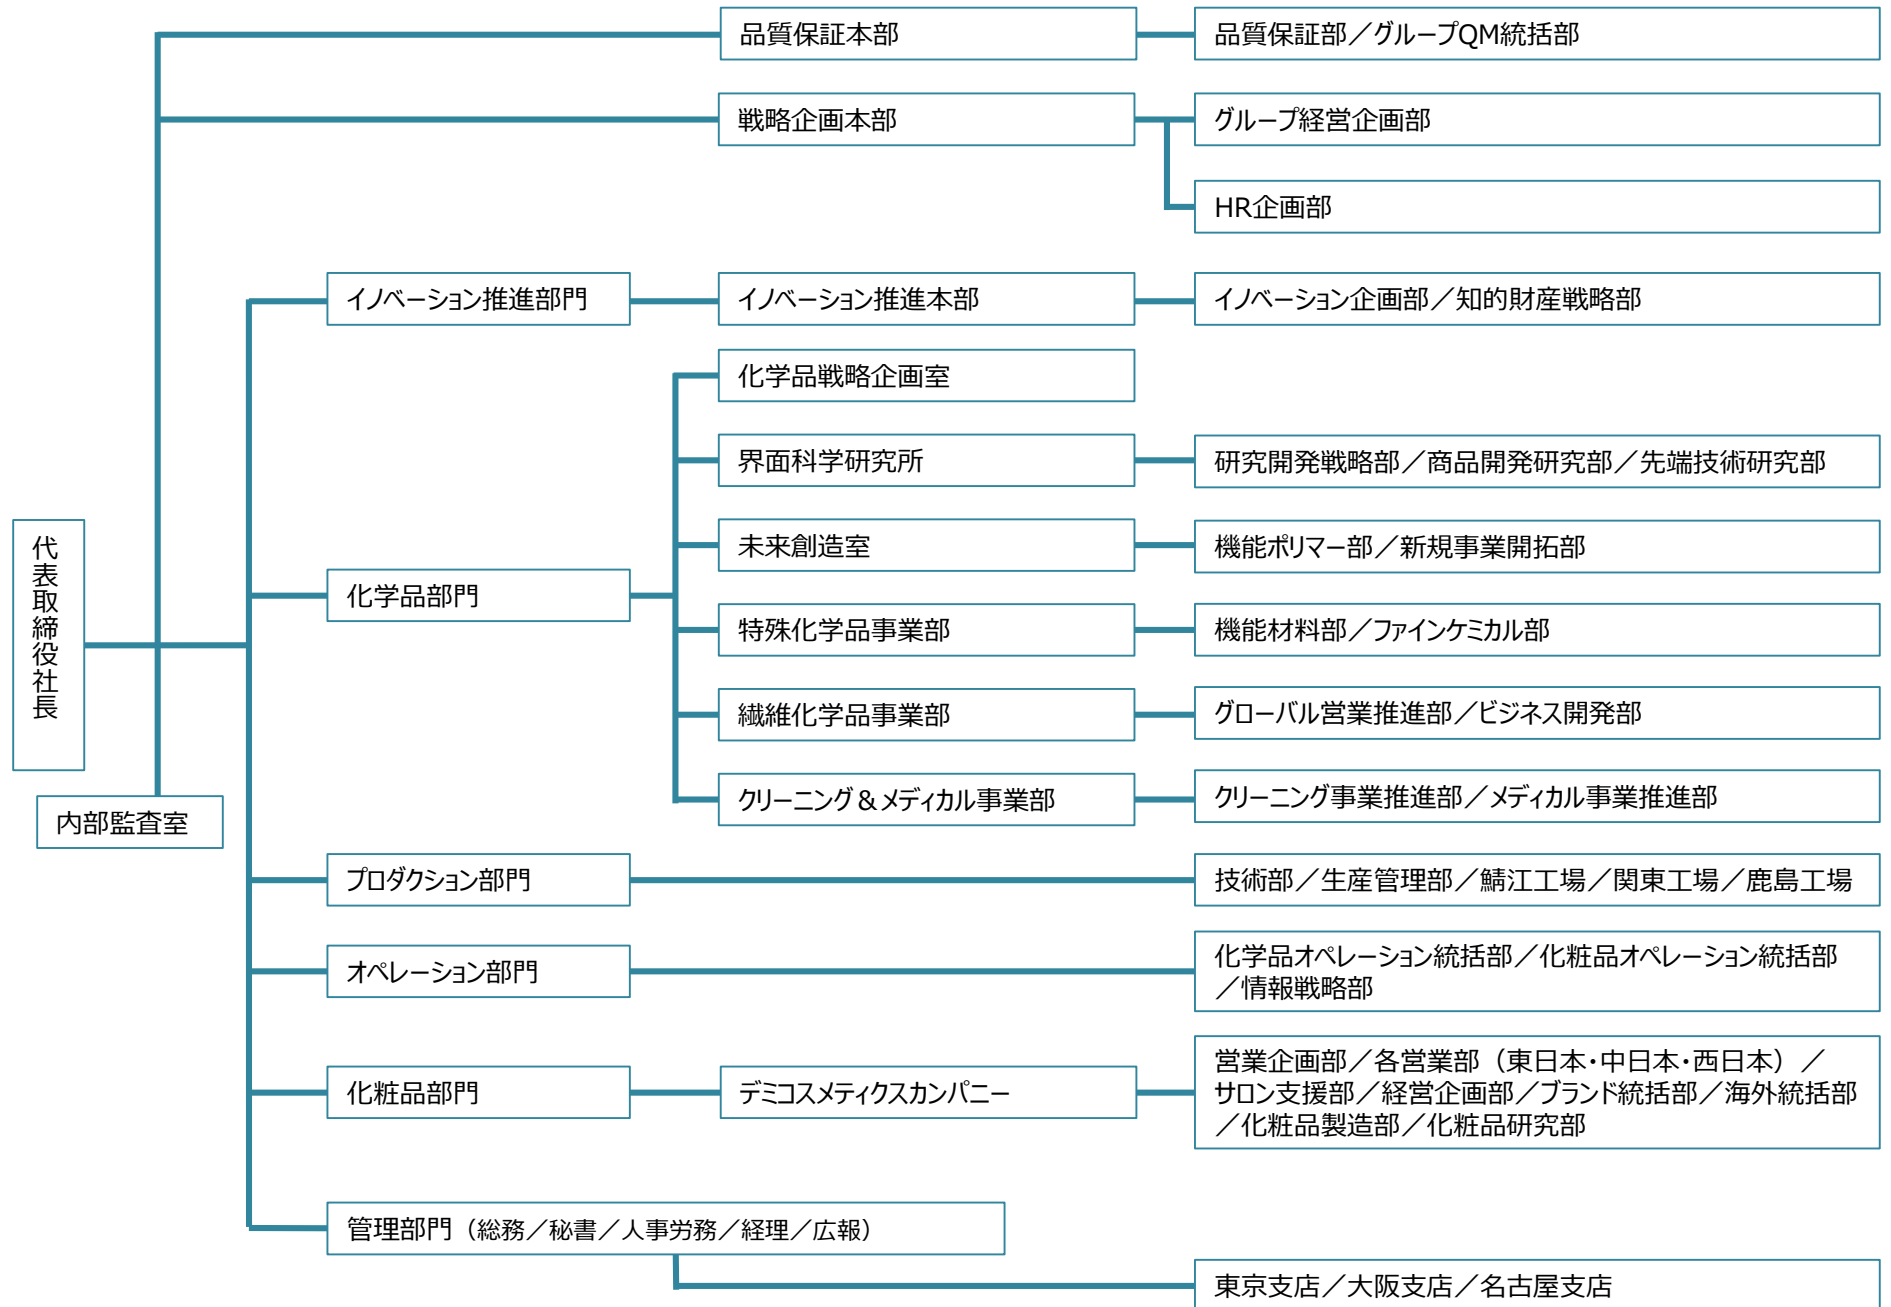 品質保証本部
品質保証部／グループQM統括部
戦略企画本部
グループ経営企画部
HR企画部
イノベーション推進部門
イノベーション推進本部
イノベーション企画部／知的財産戦略部
化学品戦略企画室
界面科学研究所
研究開発戦略部／商品開発研究部／先端技術研究部
代表取締役社長
未来創造室
機能ポリマー部／新規事業開拓部
化学品部門
特殊化学品事業部
機能材料部／ファインケミカル部
繊維化学品事業部
グローバル営業推進部／ビジネス開発部
クリーニング＆メディカル事業部
クリーニング事業推進部／メディカル事業推進部
内部監査室
プロダクション部門
技術部／生産管理部／鯖江工場／関東工場／鹿島工場
オペレーション部門
化学品オペレーション統括部／化粧品オペレーション統括部
／情報戦略部
化粧品部門
デミコスメティクスカンパニー
営業企画部／各営業部（東日本・中日本・西日本）／
サロン支援部／経営企画部／ブランド統括部／海外統括部
／化粧品製造部／化粧品研究部
管理部門（総務／秘書／人事労務／経理／広報）
東京支店／大阪支店／名古屋支店